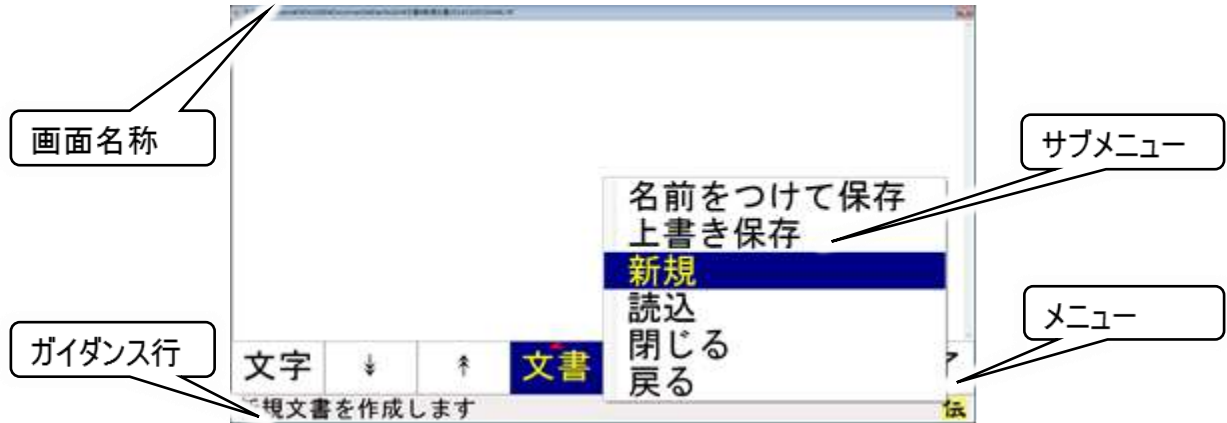 画面名称
サブメニュー
名前をつけて保存
上書き保存
新規
読込
閉じる
戻る
メニュー
ガイダンス行
文字
↡
↟
文書
規文書を作成します
伝